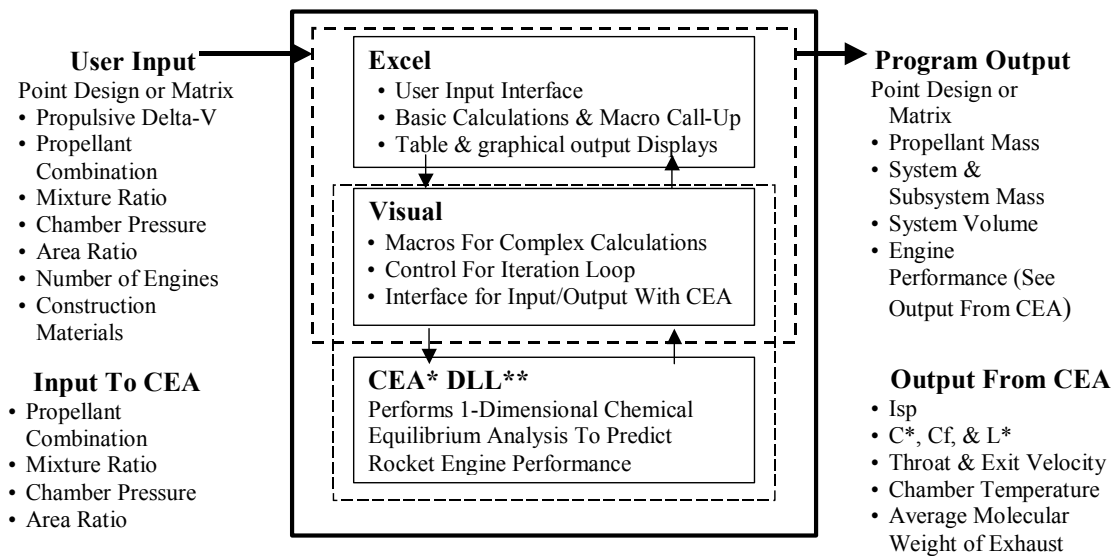 User Input
Point Design or Matrix
• Propulsive Delta-V
• Propellant
Combination
• Mixture Ratio
• Chamber Pressure
• Area Ratio
• Number of Engines
• Construction
Materials
Input To CEA
• Propellant
Combination
• Mixture Ratio
• Chamber Pressure
• Area Ratio
Excel
• User Input Interface
• Basic Calculations & Macro Call-Up
• Table & graphical output Displays
Visual
• Macros For Complex Calculations
• Control For Iteration Loop
• Interface for Input/Output With CEA
CEA* DLL**
Performs 1-Dimensional Chemical
Equilibrium Analysis To Predict
Rocket Engine Performance
Program Output
Point Design or
Matrix
• Propellant Mass
• System &
Subsystem Mass
• System Volume
• Engine
Performance (See
Output From CEA)
Output From CEA
• Isp
• C*, Cf, & L*
• Throat & Exit Velocity
• Chamber Temperature
• Average Molecular
Weight of Exhaust